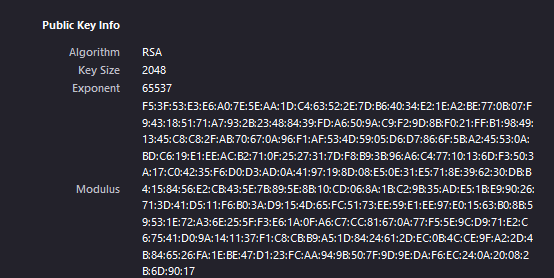 Public Key Info
Algorithm RSA
Key Size 2048
Exponent 65537
F5:3F:53:E3:E6:A0:7E:5E:AA:1D:C4:63:52:2E:7D:B6:40:34:E2:1E:A2:BE:77:0B:07:F
9:43:18:51:71:A7:93:2B:23:48:84:39:FD:A6:50:9A:C9:F2:9D:8B:F0:21:FF:B1:98:49:
13:45:C8:C8:2F:AB:70:67:0A:96:F1:AF:53:4D:59:05:D6:D7:86:6F:5B:A2:45:53:0A:
BD:C6:19:E1:EE:AC:B2:71:0F:25:27:31:7D:F8:B9:3B:96:A6:C4:77:10:13:6D:F3:50:3
A:17:C0:42:35:F6:D0:D3:AD:0A:41:97:19:8D:08:E5:0E:31:E5:71:8E:39:62:30:DB:B
Modulus 4:15:84:56:E2:CB:43:5E:7B:89:5E:8B:10:CD:06:8A:1B:C2:9B:35:AD:E5:1B:E9:90:26
:71:3D:41:D5:11:F6:B0:3A:D9:15:4D:65:FC:51:73:EE:59:E1:EE:97:E0:15:63:B0:8B:5
9:53:1E:72:A3:6E:25:5F:F3:E6:1A:0F:A6:C7:CC:81:67:0A:77:F5:5E:9C:D9:71:E2:C
6:75:41:D0:9A:14:11:37:F1:C8:CB:B9:A5:1D:84:24:61:2D:EC:0B:4C:CE:9F:A2:2D:4
B:84:65:26:FA:1E:BE:47:D1:23:FC:AA:94:9B:50:7F:9D:9E:DA:F6:EC:24:0A:20:08:2
B:6D:90:17